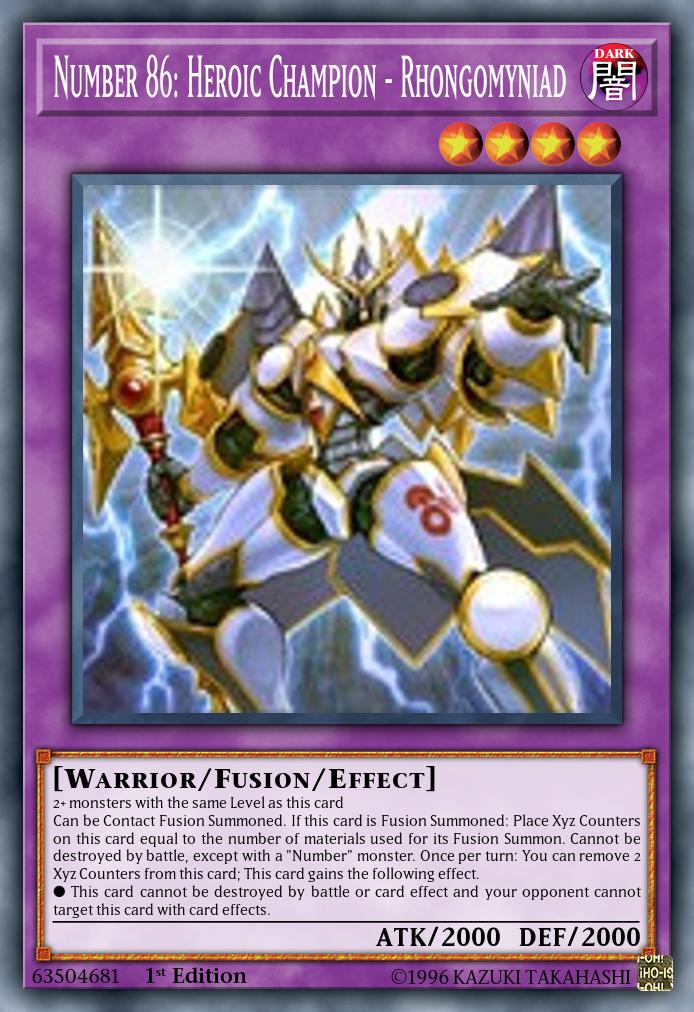 Number 86: Heroic Champion - Rhongomyniad
DARK
闇
[Warrior/Fusion/Effect]
2+ monsters with the same Level as this card
Can be Contact Fusion Summoned. If this card is Fusion Summoned: Place Xyz Counters
on this card equal to the number of materials used for its Fusion Summon. Cannot be
destroyed by battle, except with a "Number" monster. Once per turn: You can remove 2
Xyz Counters from this card; This card gains the following effect.
● This card cannot be destroyed by battle or card effect and your opponent cannot
target this card with card effects.
ATK/2000 DEF/2000
63504681 1st Edition ©1996 KAZUKI TAKAHASHI